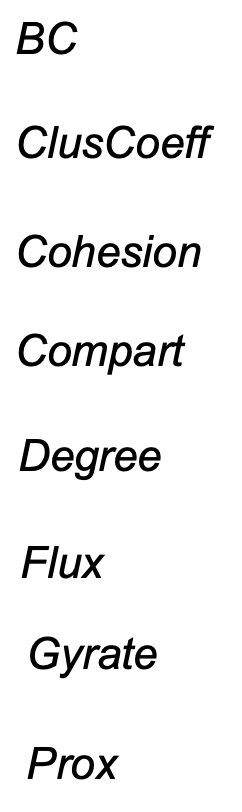 BC
ClusCoeff
Cohesion
Compart
Degree
Flux
Gyrate
Prox